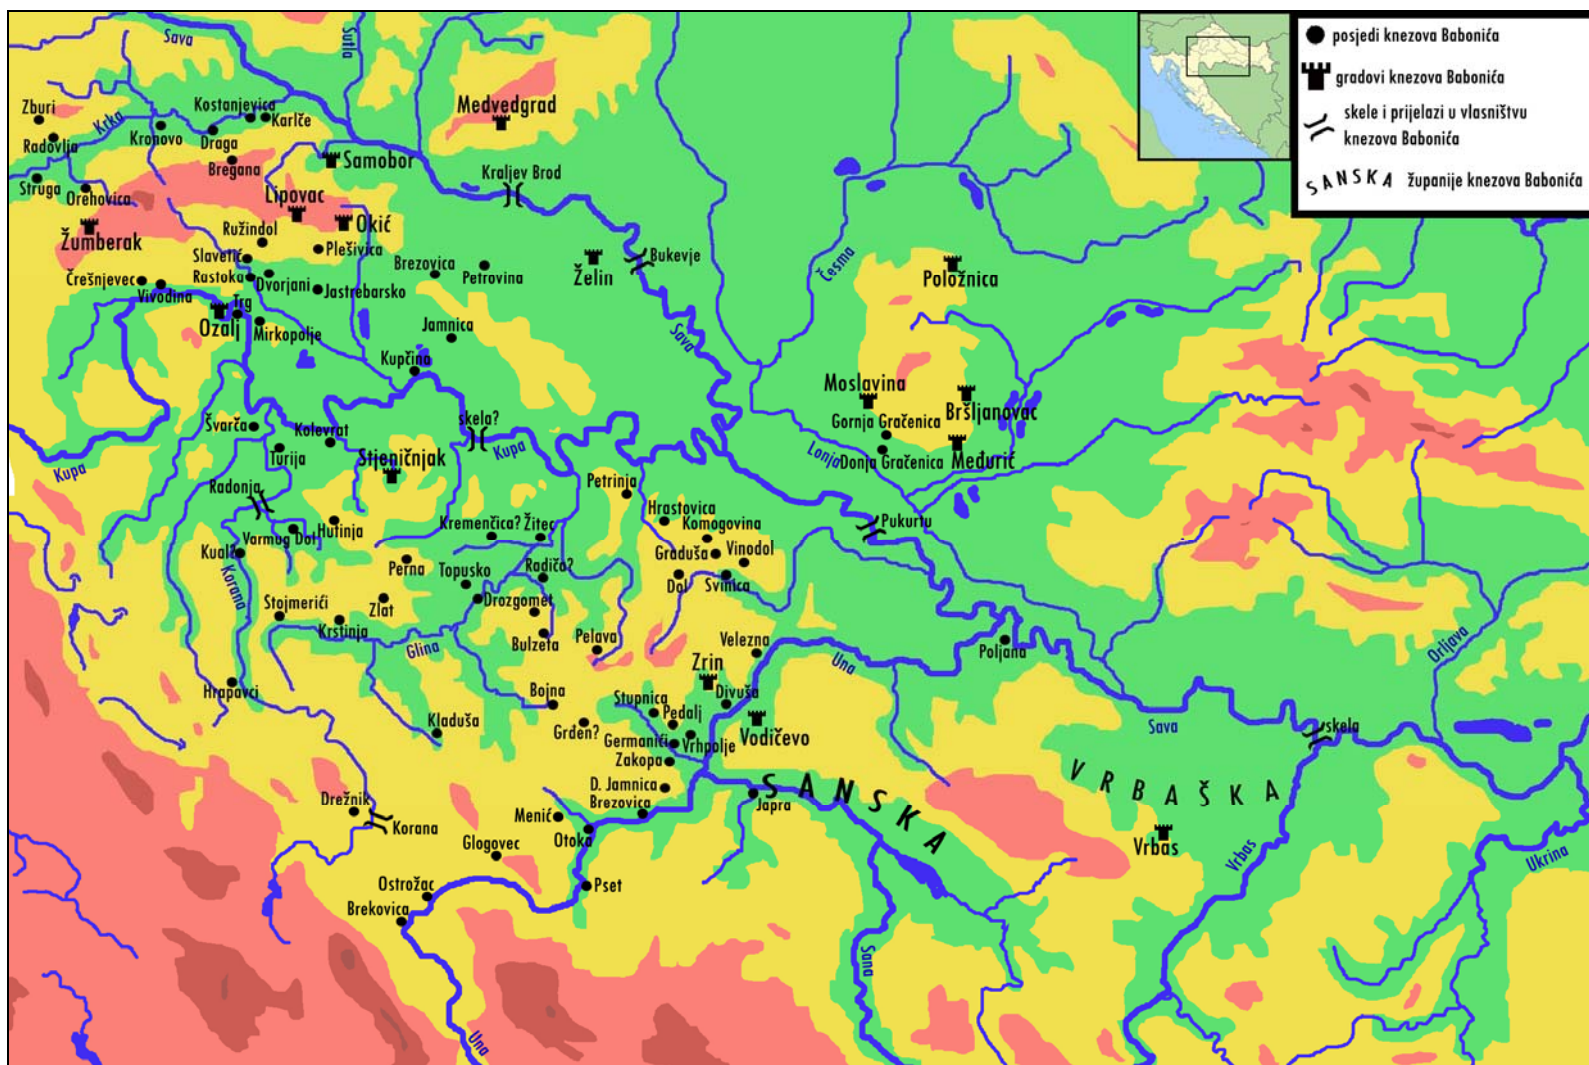 posjedi knezova Babonića
gradovi knezova Babonića
skele i prijelazi u vlasništvu
knezova Babonića
SANSKA županije knezova Babonića
Sava
Sutla
Zburi
Kostanjevica
Karlče
Krka
Radovlja
Kronovo
Draga
Bregana
Medvedgrad
Samobor
Kraljev Brod
Struga
Orehovica
Lipovac
Okić
Žumberak
Ružindol
Plešivica
Slavetić
Rastoka
Dvorjani
Jastrebarsko
Brezovica
Petrovina
Želin
Bukevje
Česma
Položnica
Črešnjevec
Vivodina
Trg
Ozalj
Mirkopolje
Jamnica
Kupčina
Sava
Moslavina
Bršljanovac
Gornja Gračenica
Donja Gračenica
Međurić
Lonja
Švarča
Kolevrat
skela?
Kupa
Kupa
Turija
Stjeničnjak
Radonja
Petrinja
Hrastovica
Komogovina
Pukurtu
Hutinja
Varmug Dol
Kual?
Kremenčica?
Žitec
Graduša
Vinodol
Perna
Topusko
Radičo?
Dol
Svinica
Korana
Stojmerići
Zlat
Krstinja
Drozgomet
Glina
Bulzeta
Pelava
Velezna
Una
Poljana
Orljava
Zrin
Hrapavci
Bojna
Stupnica
Divuša
Pedalj
Kladuša
Grđen?
Germanići
Vrhpolje
Vodičevo
Zakopa
Sava
skela
D. Jamnica
Brezovica
Japra
SANSKA
VRBAŠKA
Drežnik
Korana
Menić
Otoka
Vrbas
Vrbas
Ukrina
Glogovec
Ostrožac
Pset
Brekovica
Sana
Una